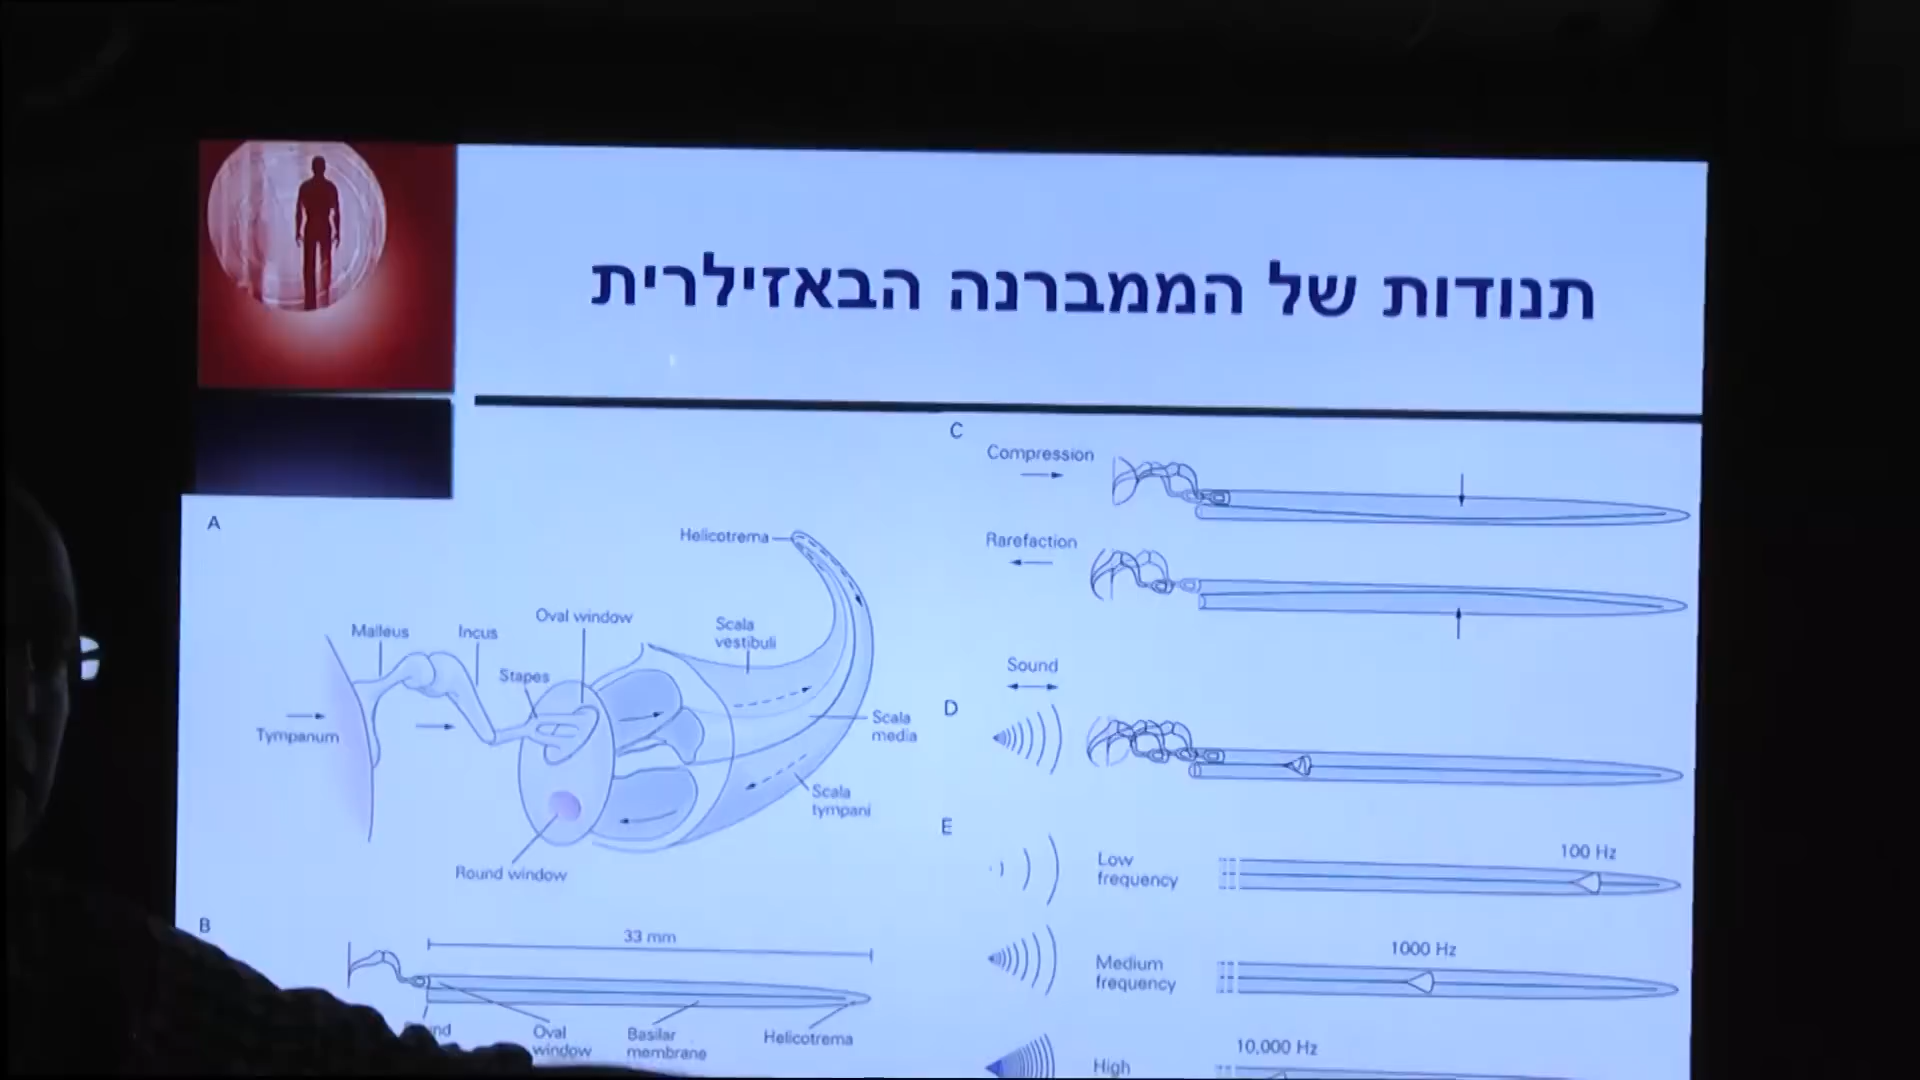 תנודות של הממברנה הבאזילרית
A
Helicotrema
Oval window
Malleus
Incus
Stapes
Scala
vestibuli
Scala
media
Tympanum
Scala
tympani
Round window
B
33 mm
Oval
window
Basilar
membrane
Helicotrema
C
Compression
Rarefaction
Sound
D
E
Low
frequency
100 Hz
Medium
frequency
1000 Hz
High
10,000 Hz